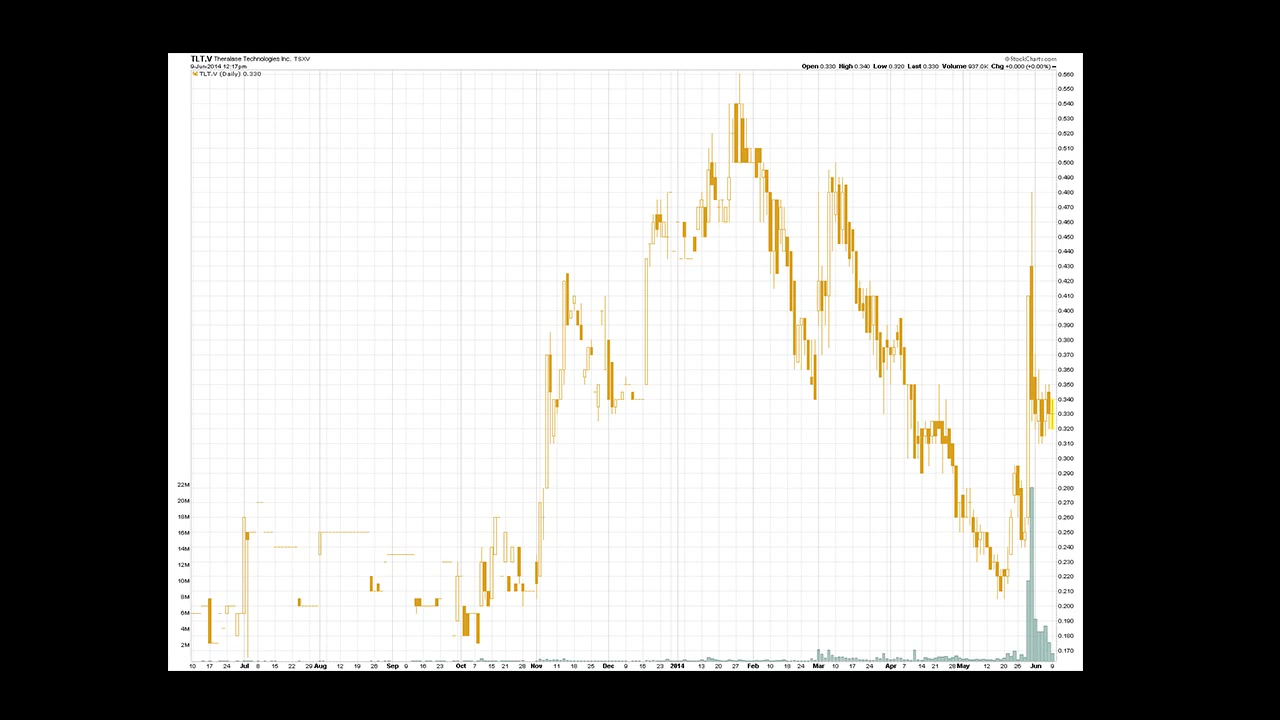 TLT.V Theralase Technologies Inc. TSXV
© StockCharts.com
9-Jun-2014 12:17pm
Open 0.330 High 0.340 Low 0.320 Last 0.330 Volume 937.0K Chg +0.000 (+0.00%)
TLT.V (Daily) 0.330
0.560
0.550
0.540
0.530
0.520
0.510
0.500
0.490
0.480
0.470
0.460
0.450
0.440
0.430
0.420
0.410
0.400
0.390
0.380
0.370
0.360
0.350
0.340
0.330
0.320
0.310
0.300
0.290
0.280
0.270
0.260
0.250
0.240
0.230
0.220
0.210
0.200
0.190
0.180
0.170
22M
20M
18M
16M
14M
12M
10M
8M
6M
4M
2M
10 17 24 Jul 8 15 22 29 Aug 12 19 26 Sep 9 16 23 Oct 7 15 21 28 Nov 11 18 25 Dec 9 16 23 2014 13 20 27 Feb 10 18 24 Mar 10 17 24 Apr 7 14 21 28 May 12 20 26 Jun 9